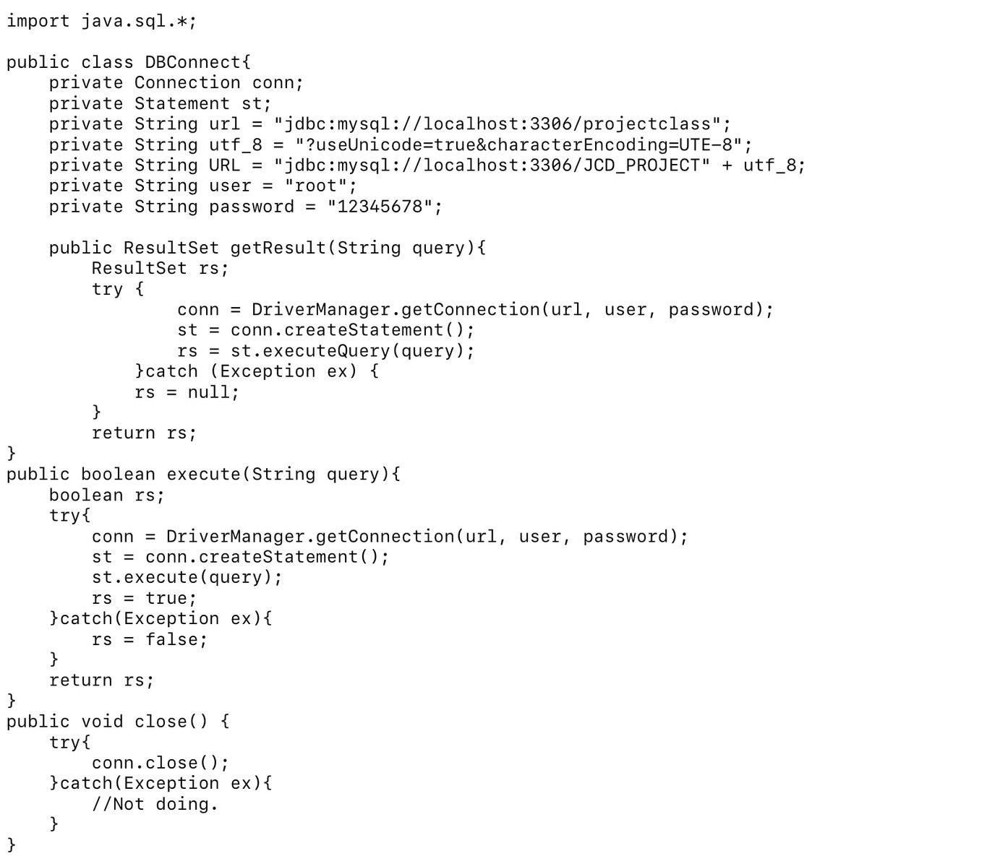 import java.sql.*;
public class DBConnect{
private Connection conn;
private Statement st;
private String url = "jdbc:mysql://localhost:3306/projectclass";
private String utf_8 = "?useUnicode=true&characterEncoding=UTE-8";
private String URL = "jdbc:mysql://localhost:3306/JCD_PROJECT" + utf_8;
private String user = "root";
private String password = "12345678";
public ResultSet getResult(String query){
ResultSet rs;
try {
conn = DriverManager.getConnection(url, user, password);
st = conn.createStatement();
rs = st.executeQuery(query);
}catch (Exception ex) {
rs = null;
}
return rs;
}
public boolean execute(String query){
boolean rs;
try{
conn = DriverManager.getConnection(url, user, password);
st = conn.createStatement();
st.execute(query);
rs = true;
}catch(Exception ex){
rs = false;
}
return rs;
}
public void close() {
try{
conn.close();
}catch(Exception ex){
//Not doing.
}
}